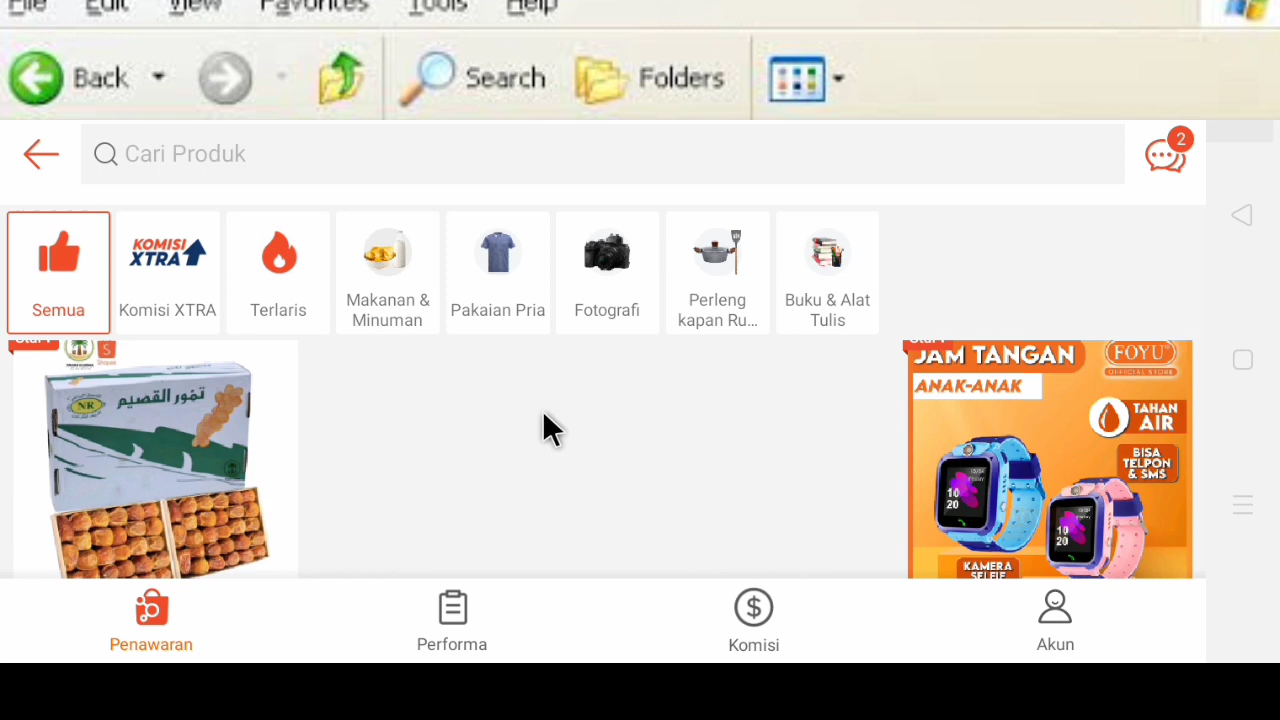 File Edit View Favorites Tools Help
Back Search Folders
Cari Produk
2
Semua
Komisi XTRA
KOMISI
XTRA
Terlaris
Makanan &
Minuman
Pakaian Pria
Fotografi
Perleng
kapan Ru...
Buku & Alat
Tulis
تمور القصيم
NR
JAM TANGAN
ANAK-ANAK
FOYU
OFFICIAL STORE
TAHAN
AIR
BISA
TELPON
& SMS
10
20
10
20
KAMERA
SELFIE
Penawaran
Performa
Komisi
Akun